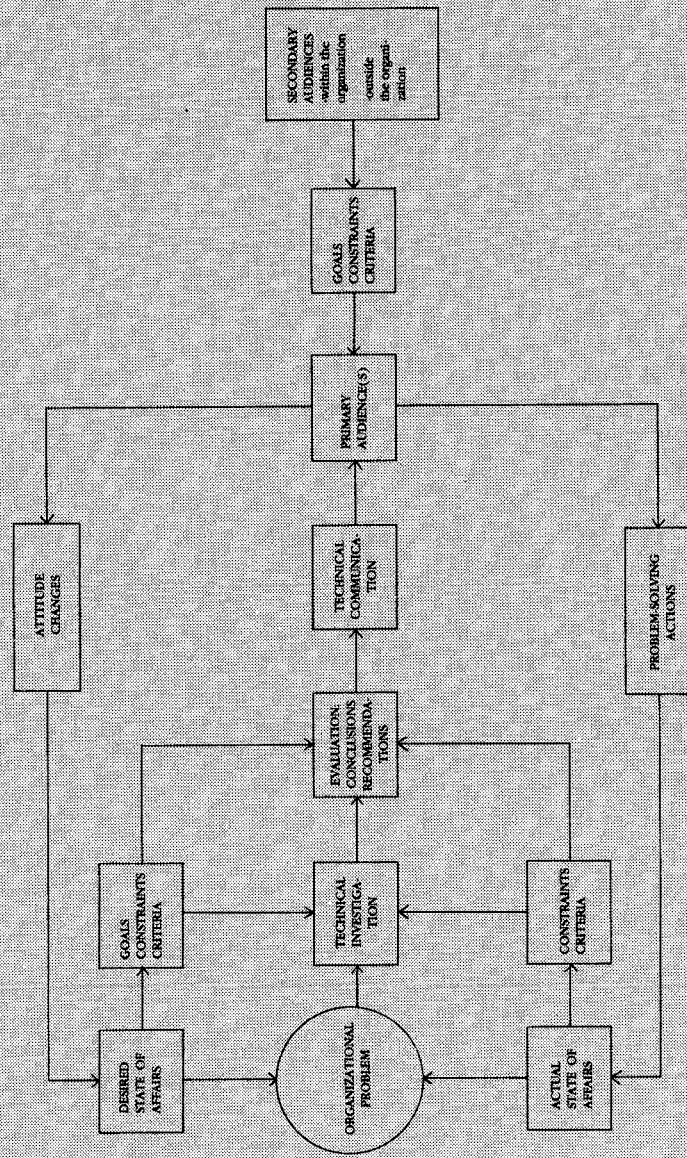 ATTITUDE
CHANGES
DESIRED
STATE OF
AFFAIRS
GOALS
CONSTRAINTS
CRITERIA
ORGANIZATIONAL
PROBLEM
TECHNICAL
INVESTIGA-
TION
EVALUATION:
CONCLUSIONS
RECOMMENDA-
TIONS
TECHNICAL
COMMUNICA-
TION
PRIMARY
AUDIENCE(S)
GOALS
CONSTRAINTS
CRITERIA
SECONDARY
AUDIENCES
-within the
organization
-outside
the organi-
zation
ACTUAL
STATE OF
AFFAIRS
CONSTRAINTS
CRITERIA
PROBLEM-SOLVING
ACTIONS